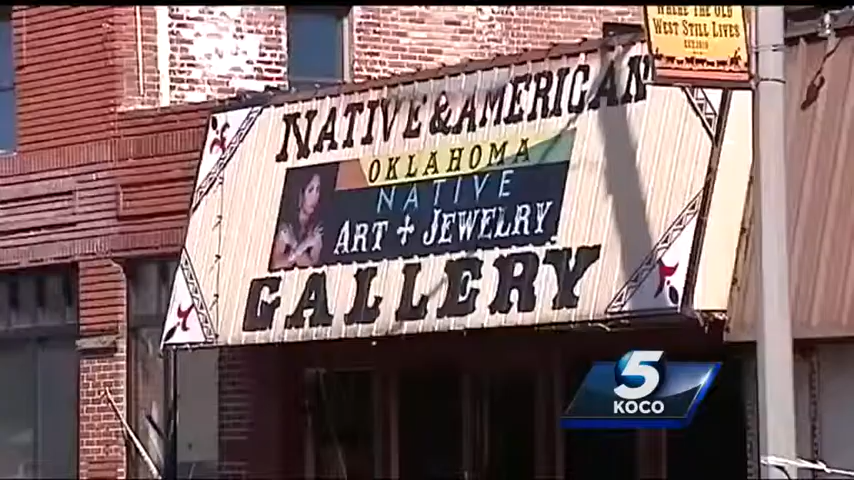 WHERE THE OLD
WEST STILL LIVES
NATIVE & AMERICAN
OKLAHOMA
NATIVE
ART + JEWELRY
GALLERY
5
KOCO